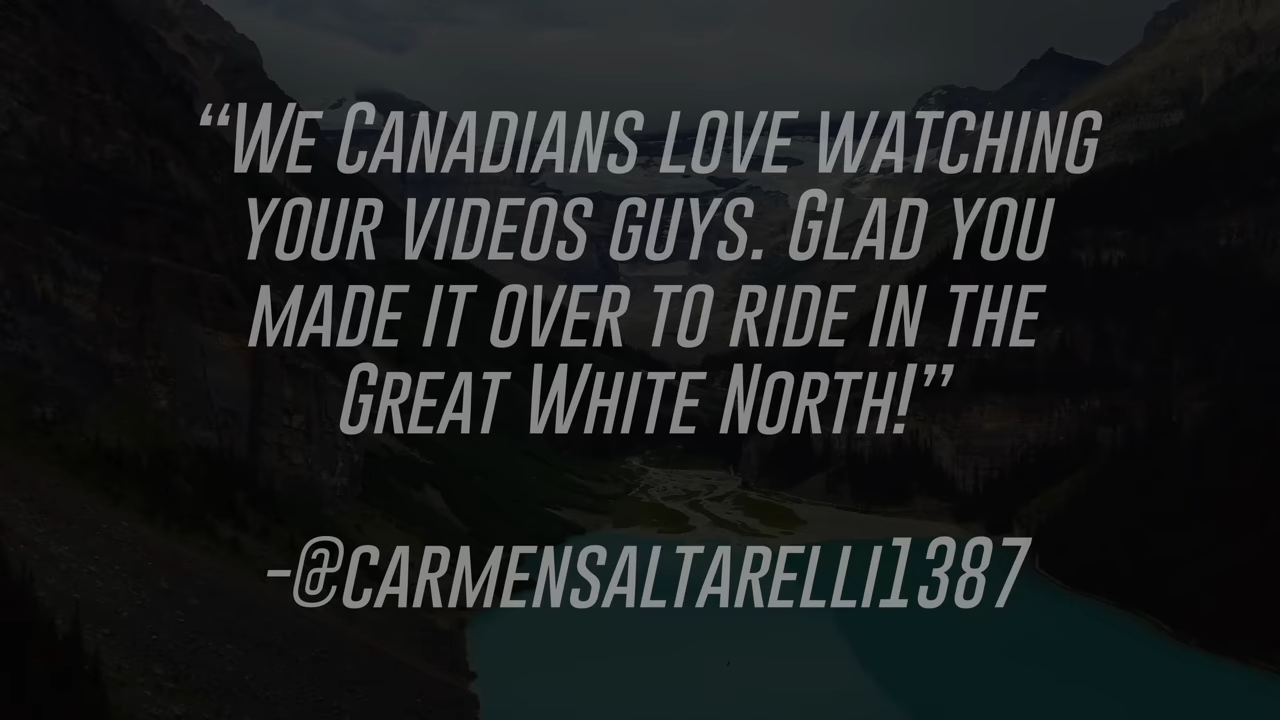 “We Canadians love watching
your videos guys. Glad you
made it over to ride in the
Great White North!”
-@carmensaltarelli1387